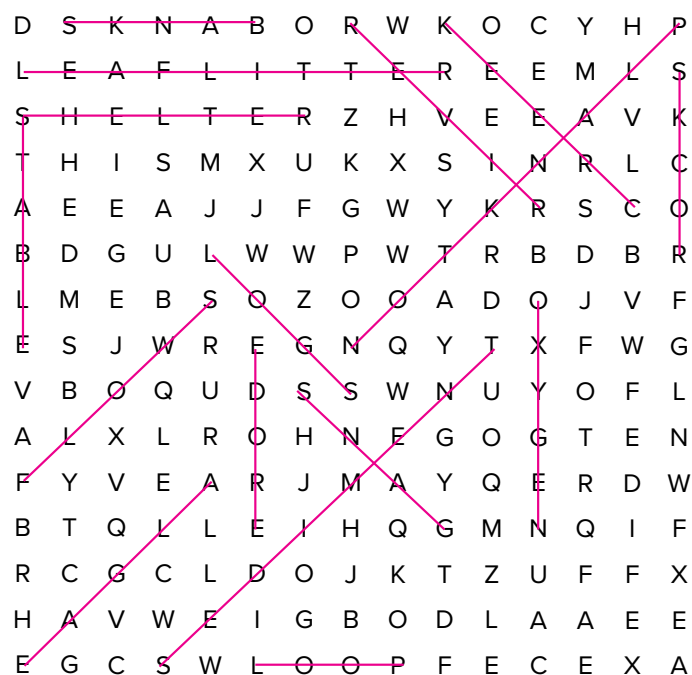 D S K N A B O R W K O C Y H P
L E A F L I T T E R E E M L S
S H E L T E R Z H V E E A V K
T H I S M X U K X S I N R L C
A E E A J J F G W Y K R S C O
B D G U L W W P W T R B D B R
L M E B S O Z O O A D O J V F
E S J W R E G N Q Y T X F W G
V B O Q U D S S W N U Y O F L
A L X L R O H N E G O G T E N
F Y V E A R J M A Y Q E R D W
B T Q L L E I H Q G M N Q I F
R C G C L D O J K T Z U F F X
H A V W E I G B O D L A A E E
E G C S W L O O P F E C E X A